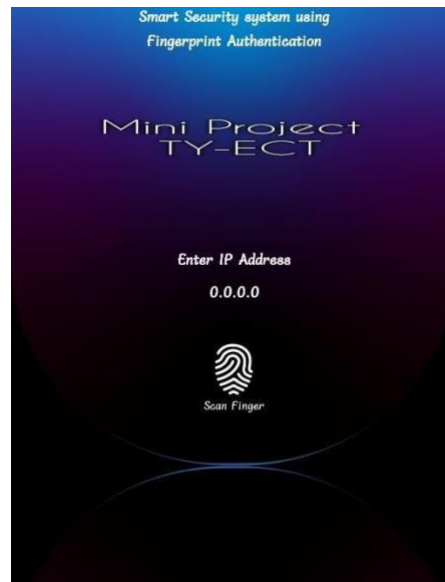 Smart Security system using
Fingerprint Authentication
Mini Project
TY-ECT
Enter IP Address
0.0.0.0
Scan Finger